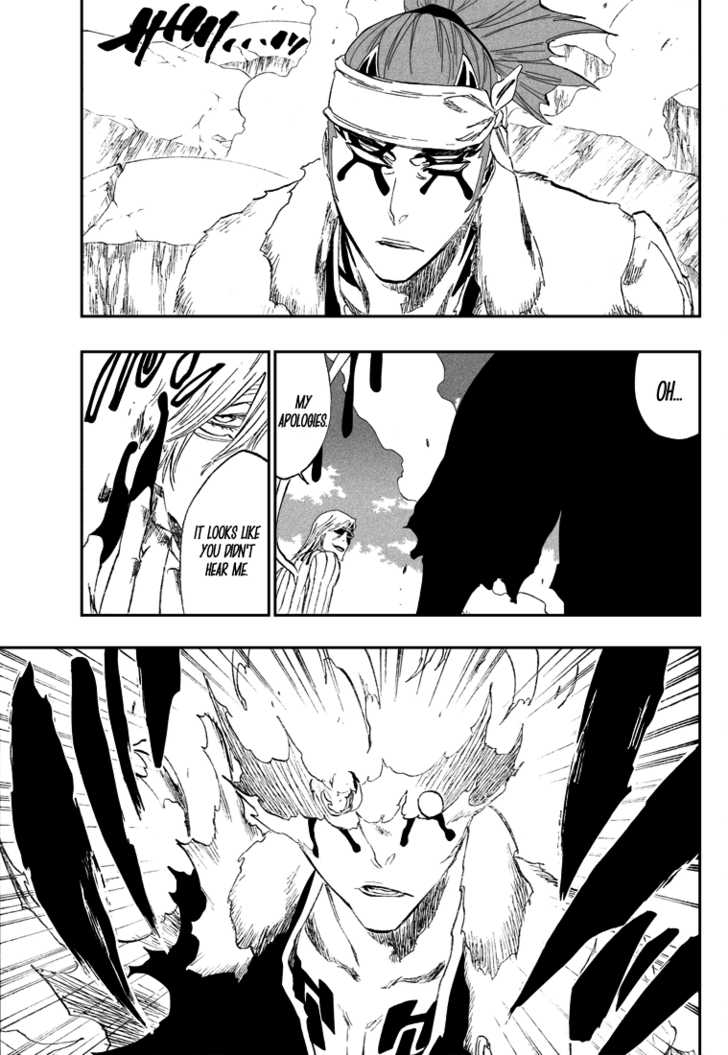 OH...
MY
APOLOGIES.
IT LOOKS LIKE
YOU DIDN'T
HEAR ME.